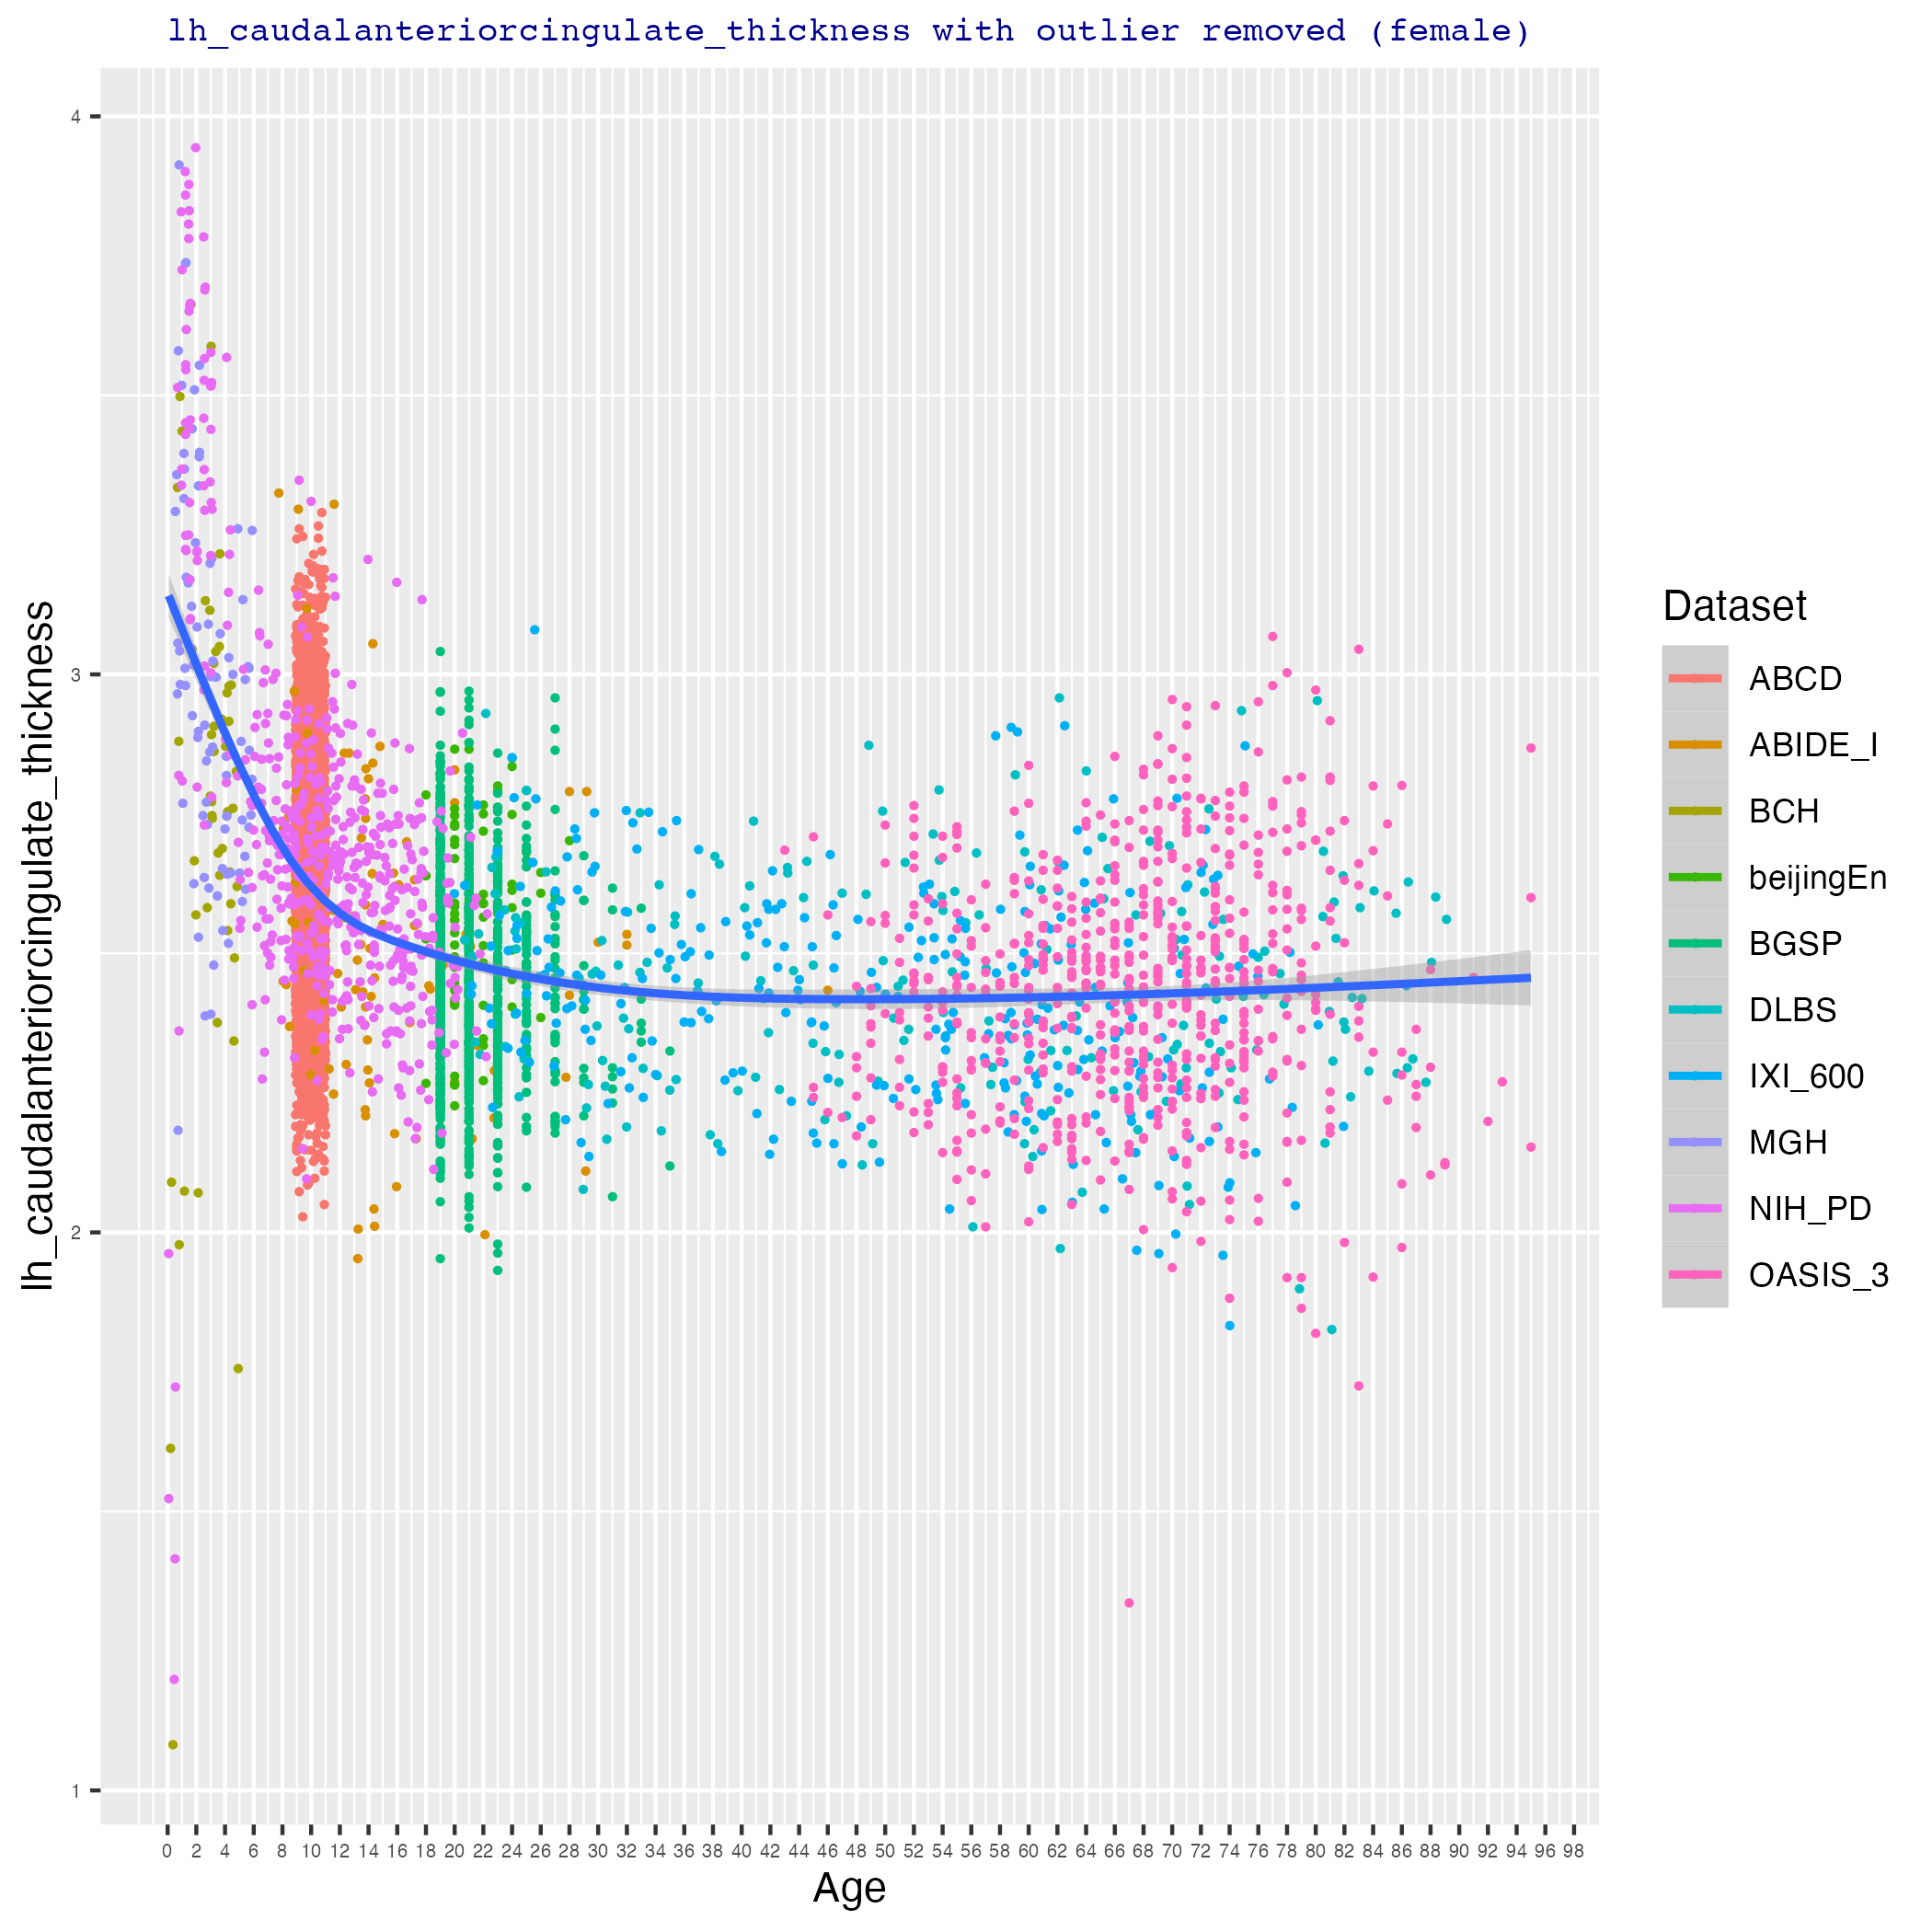 lh_caudalanteriorcingulate_thickness with outlier removed (female)
lh_caudalanteriorcingulate_thickness
4
3
2
1
0 2 4 6 8 10 12 14 16 18 20 22 24 26 28 30 32 34 36 38 40 42 44 46 48 50 52 54 56 58 60 62 64 66 68 70 72 74 76 78 80 82 84 86 88 90 92 94 96 98
Age
Dataset
ABCD
ABIDE_I
BCH
beijingEn
BGSP
DLBS
IXI_600
MGH
NIH_PD
OASIS_3